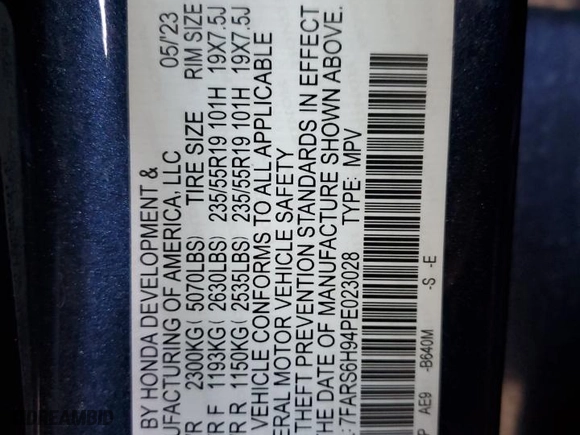 BY HONDA DEVELOPMENT &
UFACTURING OF AMERICA, LLC 05/'23
VR 2300KG ( 5070LBS) TIRE SIZE RIM SIZE
R F 1193KG ( 2630LBS) 235/55R19 101H 19X7.5J
R R 1150KG ( 2535LBS) 235/55R19 101H 19X7.5J
VEHICLE CONFORMS TO ALL APPLICABLE
ERAL MOTOR VEHICLE SAFETY
THEFT PREVENTION STANDARDS IN EFFECT
THE DATE OF MANUFACTURE SHOWN ABOVE.
: 7FARS6H94PE023028 TYPE: MPV
P AE9 -B640M -S -E
DREAMBID